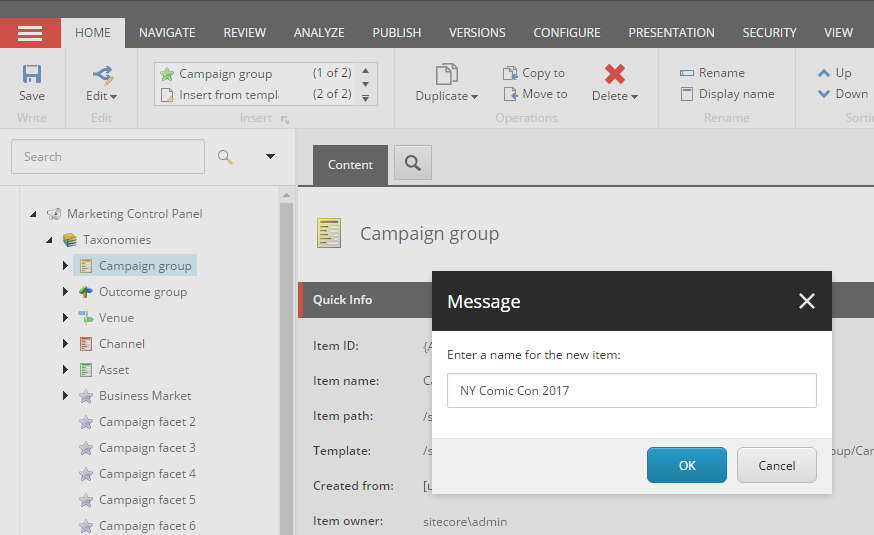 HOME NAVIGATE REVIEW ANALYZE PUBLISH VERSIONS CONFIGURE PRESENTATION SECURITY VIEW
Campaign group (1 of 2) Copy to Rename Up
Insert from templ (2 of 2) Move to Display name Down
Save Edit Duplicate Delete
Write Edit Insert Operations Rename Sorti
Search
Content
Marketing Control Panel
Taxonomies
Campaign group
Outcome group
Venue
Channel
Asset
Business Market
Campaign facet 2
Campaign facet 3
Campaign facet 4
Campaign facet 5
Campaign facet 6
Campaign group
Quick Info
Item ID: {
Item name: C
Item path: /s
Template: /s oup/Car
Created from: [u
Item owner: sitecore\admin
Message
Enter a name for the new item:
NY Comic Con 2017
OK Cancel